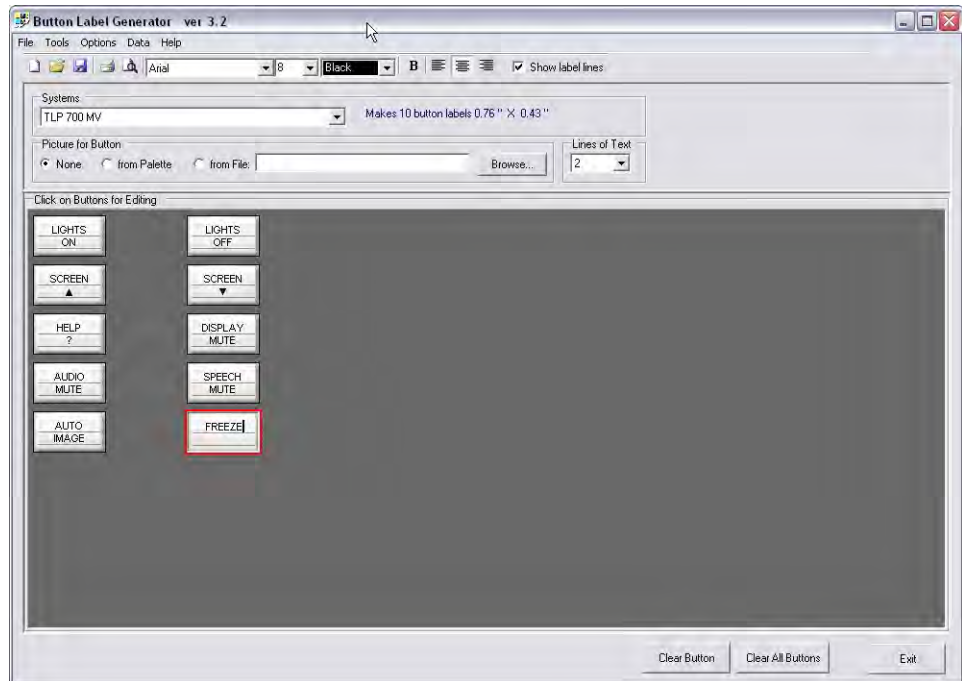 Button Label Generator ver 3.2
File Tools Options Data Help
Arial 8 Black B Show label lines
Systems
TLP 700 MV
Makes 10 button labels 0.76 " X 0.43 "
Picture for Button
None from Palette from File: Browse...
Lines of Text
2
Click on Buttons for Editing
LIGHTS
ON
LIGHTS
OFF
SCREEN
▲
SCREEN
▼
HELP
?
DISPLAY
MUTE
AUDIO
MUTE
SPEECH
MUTE
AUTO
IMAGE
FREEZE
Clear Button Clear All Buttons Exit